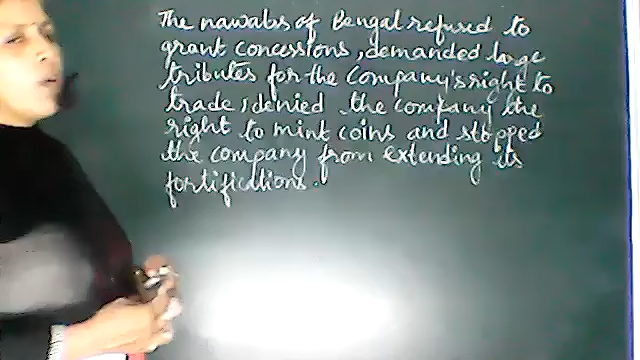 The nawabs of Bengal refused to
grant concessions, demanded large
tributes for the Company's right to
trade, denied the company the
right to mint coins and stopped
the company from extending its
fortifications.